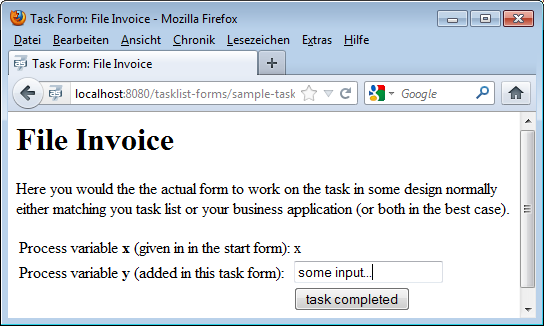 Task Form: File Invoice - Mozilla Firefox
Datei Bearbeiten Ansicht Chronik Lesezeichen Extras Hilfe
Task Form: File Invoice
localhost:8080/tasklist-forms/sample-task
Google
File Invoice
Here you would the the actual form to work on the task in some design normally
either matching you task list or your business application (or both in the best case).
Process variable x (given in in the start form): x
Process variable y (added in this task form): some input...
task completed